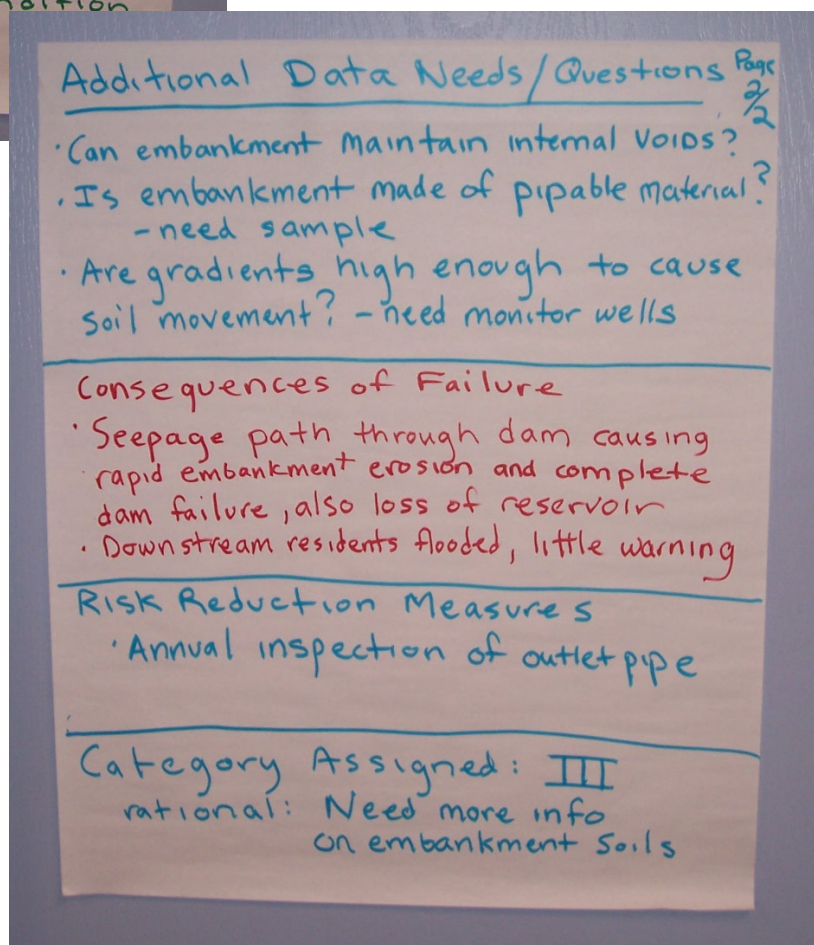 Additional Data Needs/Questions Page 2/2
· Can embankment maintain internal voids?
· Is embankment made of pipable material?
- need sample
· Are gradients high enough to cause
soil movement? - need monitor wells
Consequences of Failure
· Seepage path through dam causing
rapid embankment erosion and complete
dam failure, also loss of reservoir
· Downstream residents flooded, little warning
Risk Reduction Measures
· Annual inspection of outlet pipe
Category Assigned: III
rational: Need more info
on embankment soils